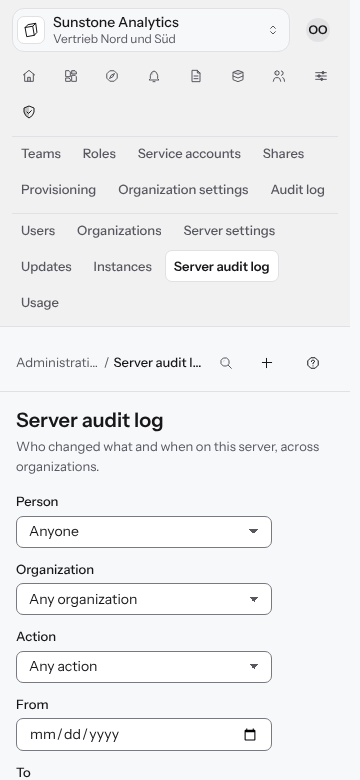 Sunstone Analytics
Vertrieb Nord und Süd
OO
Teams Roles Service accounts Shares
Provisioning Organization settings Audit log
Users Organizations Server settings
Updates Instances Server audit log
Usage
Administrati... / Server audit l...
Server audit log
Who changed what and when on this server, across
organizations.
Person
Anyone
Organization
Any organization
Action
Any action
From
mm/dd/yyyy
To